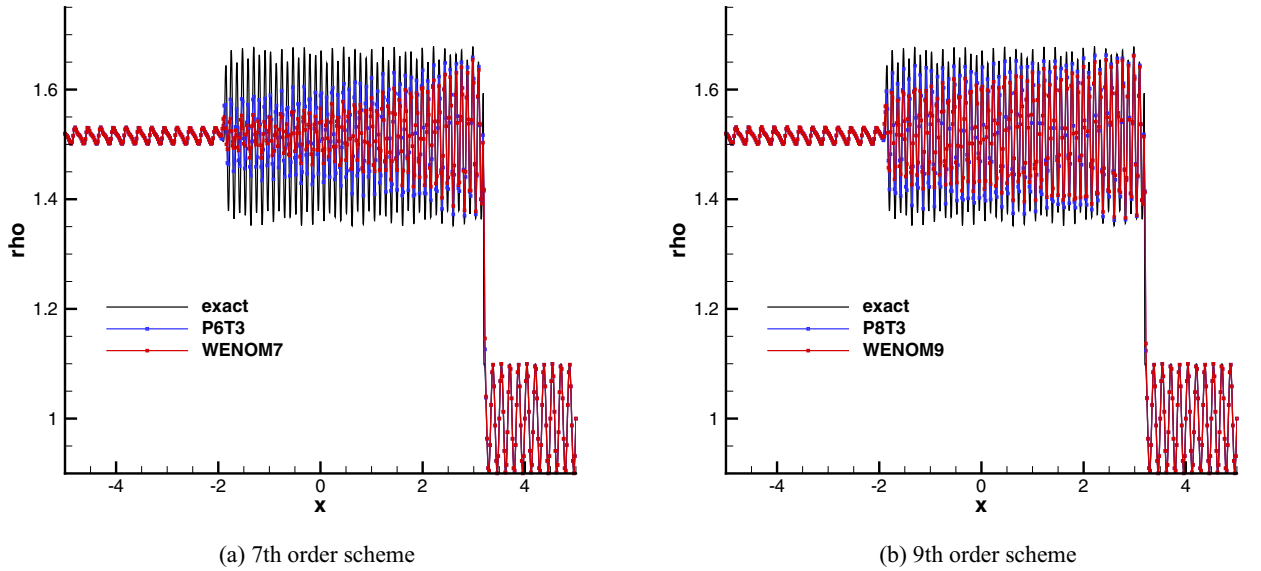 1.6
1.4
1.2
1
rho
exact
P6T3
WENOM7
-4
-2
0
2
4
x
(a) 7th order scheme
1.6
1.4
1.2
1
rho
exact
P8T3
WENOM9
-4
-2
0
2
4
x
(b) 9th order scheme